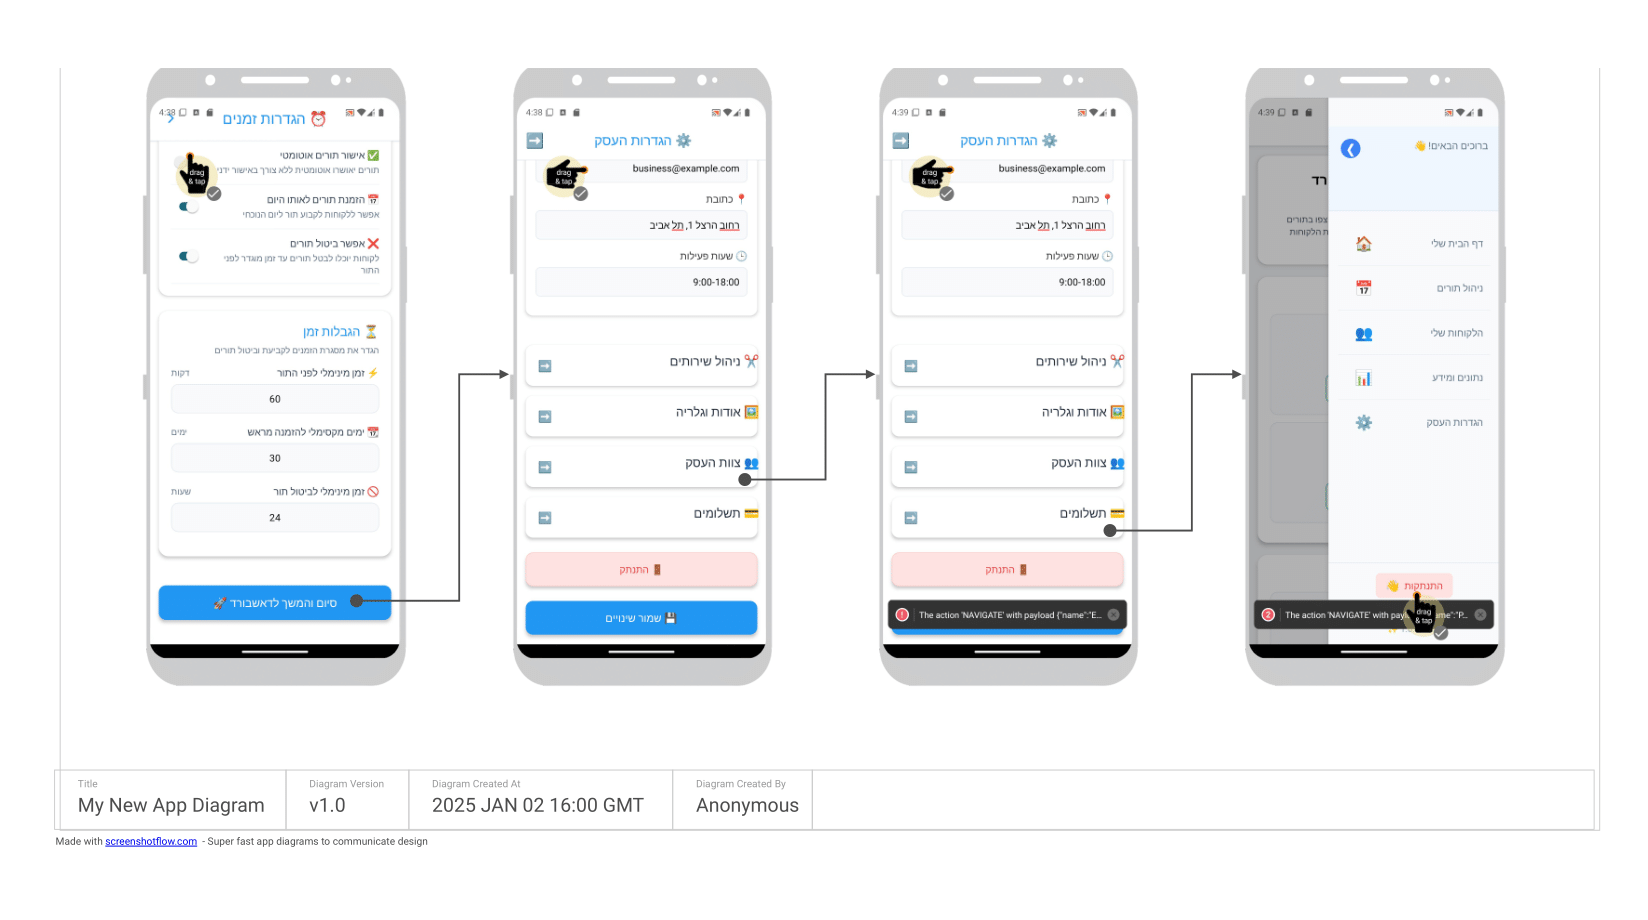 4:38
⏰ הגדרות זמנים
✅ אישור תורים אוטומטי
תורים יאושרו אוטומטית ללא צורך באישור ידני
drag
& tap
📅 הזמנת תורים לאותו היום
אפשר ללקוחות לקבוע תור ליום הנוכחי
❌ אפשר ביטול תורים
לקוחות יוכלו לבטל תורים עד זמן מוגדר לפני
התור
⏳ הגבלות זמן
הגדר את מסגרת הזמנים לקביעת וביטול תורים
⚡ זמן מינימלי לפני התור
דקות
60
📆 ימים מקסימלי להזמנה מראש
ימים
30
🚫 זמן מינימלי לביטול תור
שעות
24
סיום והמשך לדאשבורד 🚀
4:38
⚙️ הגדרות העסק
business@example.com
drag
& tap
📍 כתובת
רחוב הרצל 1, תל אביב
🕒 שעות פעילות
9:00-18:00
✂️ ניהול שירותים
🖼️ אודות וגלריה
👥 צוות העסק
💳 תשלומים
🚪 התנתק
💾 שמור שינויים
4:39
⚙️ הגדרות העסק
business@example.com
drag
& tap
📍 כתובת
רחוב הרצל 1, תל אביב
🕒 שעות פעילות
9:00-18:00
✂️ ניהול שירותים
🖼️ אודות וגלריה
👥 צוות העסק
💳 תשלומים
🚪 התנתק
! The action 'NAVIGATE' with payload {"name":"E...
4:39
ברוכים הבאים! 👋
רד
צפו בתורים
ת הלקוחות
דף הבית שלי
ניהול תורים
הלקוחות שלי
נתונים ומידע
הגדרות העסק
התנתקות 👋
2 The action 'NAVIGATE' with "P...
drag
& tap
Title
My New App Diagram
Diagram Version
v1.0
Diagram Created At
2025 JAN 02 16:00 GMT
Diagram Created By
Anonymous
Made with screenshotflow.com - Super fast app diagrams to communicate design